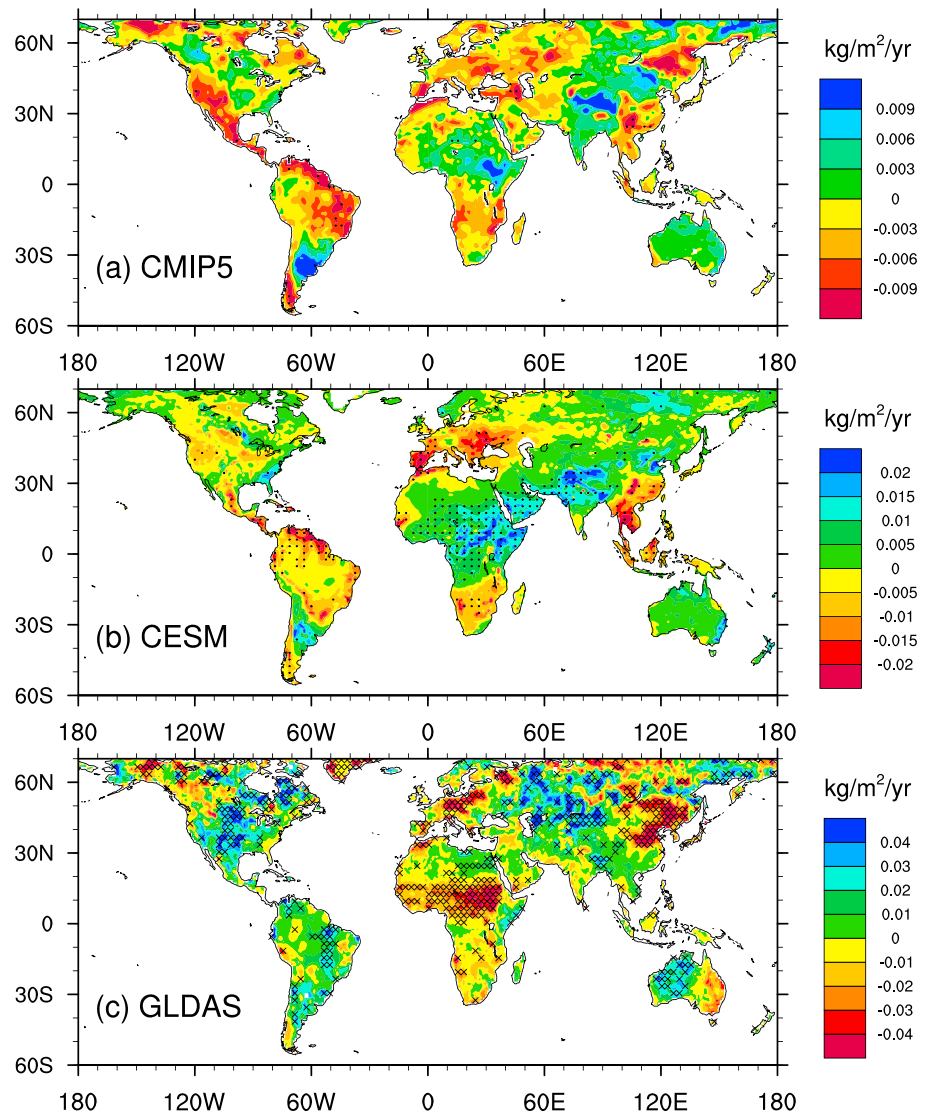 60N
30N
0
30S
60S
(a) CMIP5
180 120W 60W 0 60E 120E 180
kg/m²/yr
0.009
0.006
0.003
0
-0.003
-0.006
-0.009
60N
30N
0
30S
60S
(b) CESM
180 120W 60W 0 60E 120E 180
kg/m²/yr
0.02
0.015
0.01
0.005
0
-0.005
-0.01
-0.015
-0.02
60N
30N
0
30S
60S
(c) GLDAS
180 120W 60W 0 60E 120E 180
kg/m²/yr
0.04
0.03
0.02
0.01
0
-0.01
-0.02
-0.03
-0.04